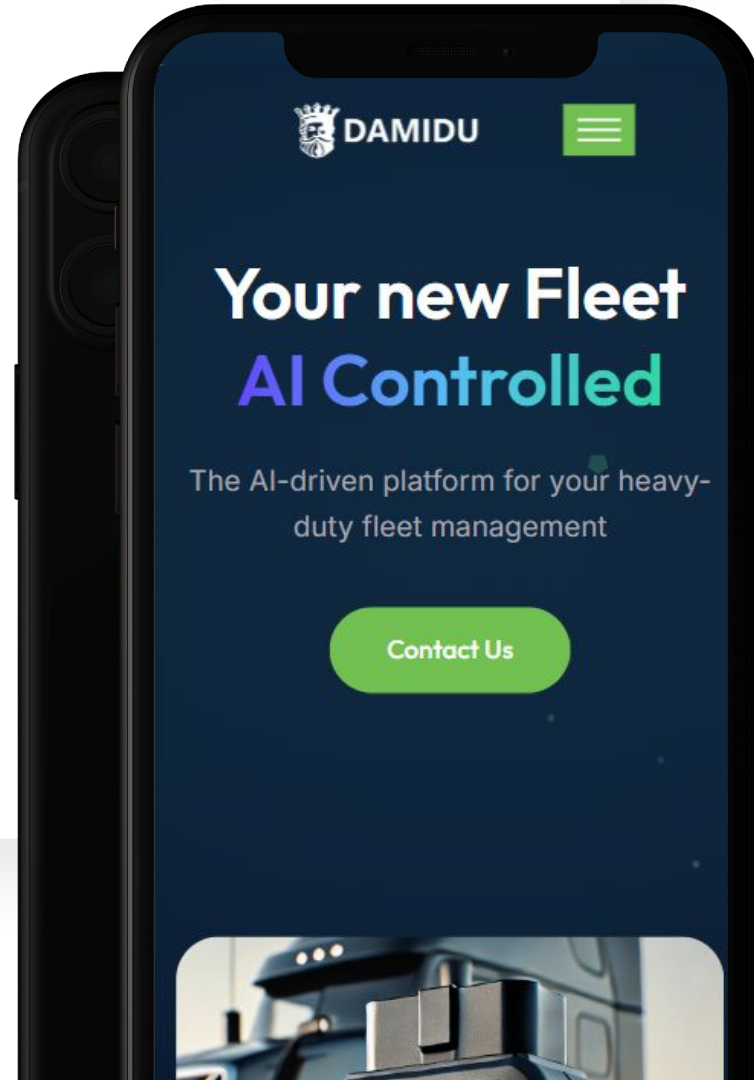 DAMIDU
Your new Fleet
AI Controlled
The AI-driven platform for your heavy-
duty fleet management
Contact Us